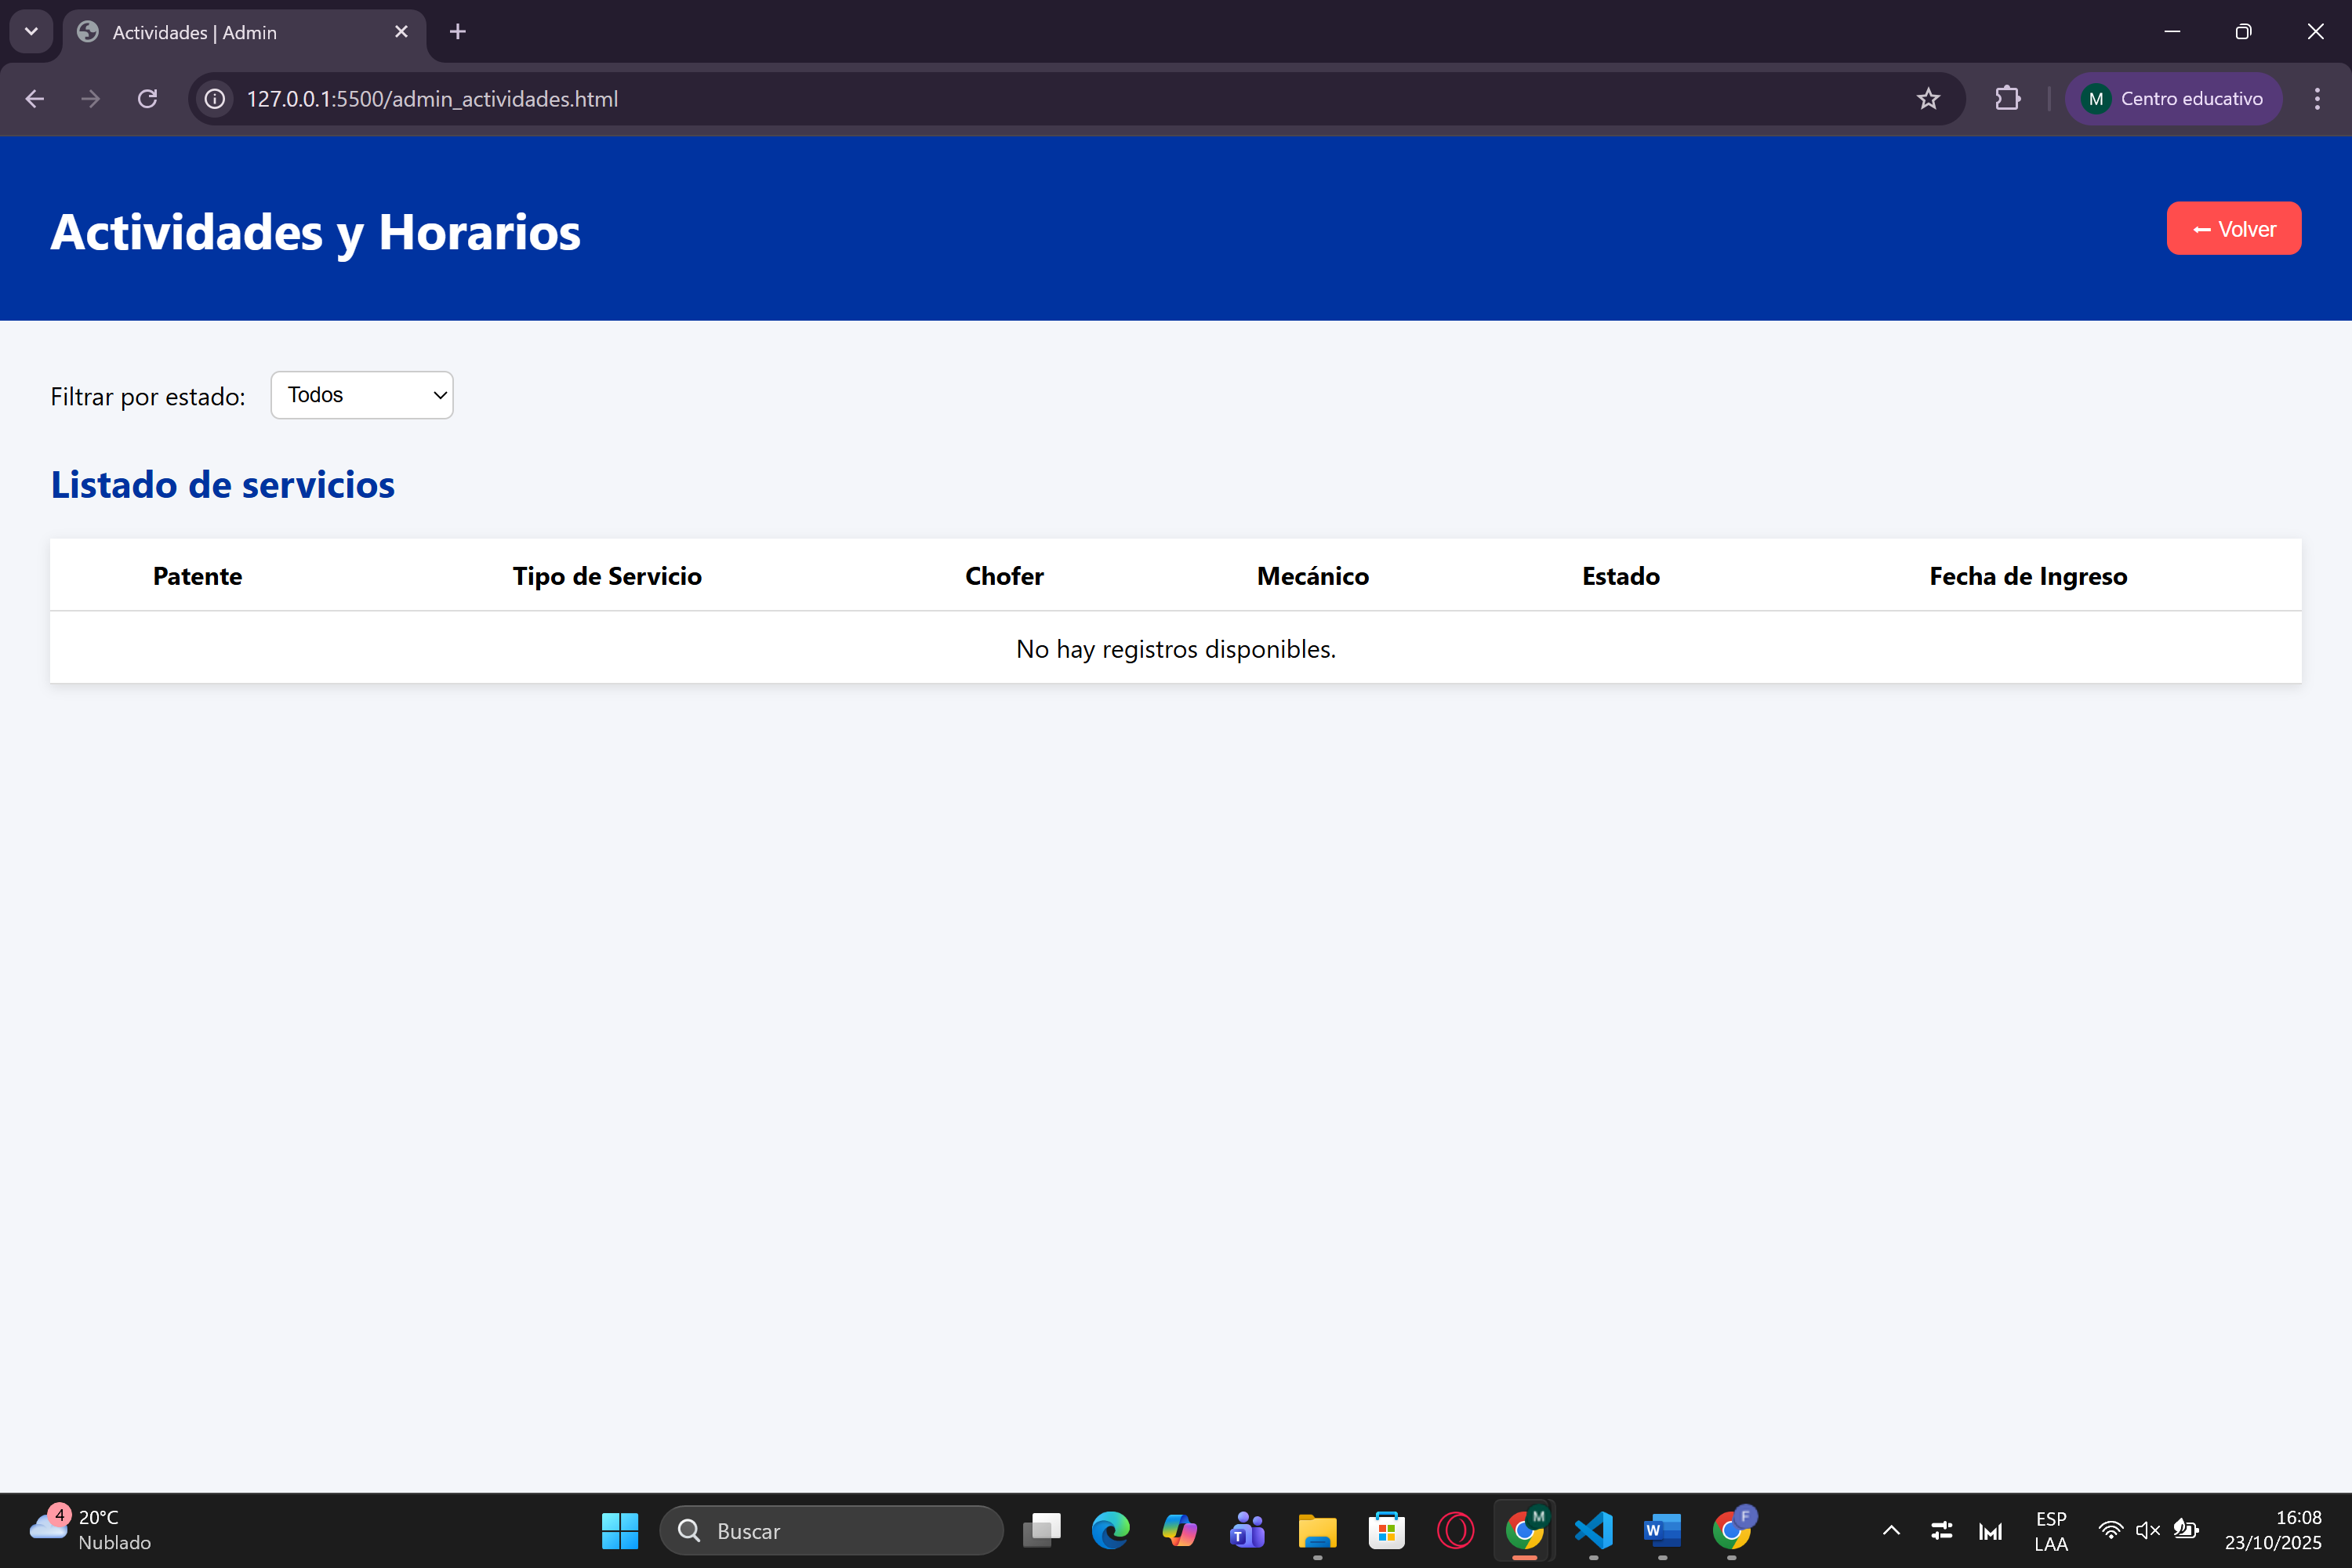 Actividades | Admin
127.0.0.1:5500/admin_actividades.html
M Centro educativo
Actividades y Horarios
← Volver
Filtrar por estado: Todos
Listado de servicios
Patente Tipo de Servicio Chofer Mecánico Estado Fecha de Ingreso
No hay registros disponibles.
4
20°C
Nublado
Buscar
T
M
W
F
ESP
LAA
16:08
23/10/2025